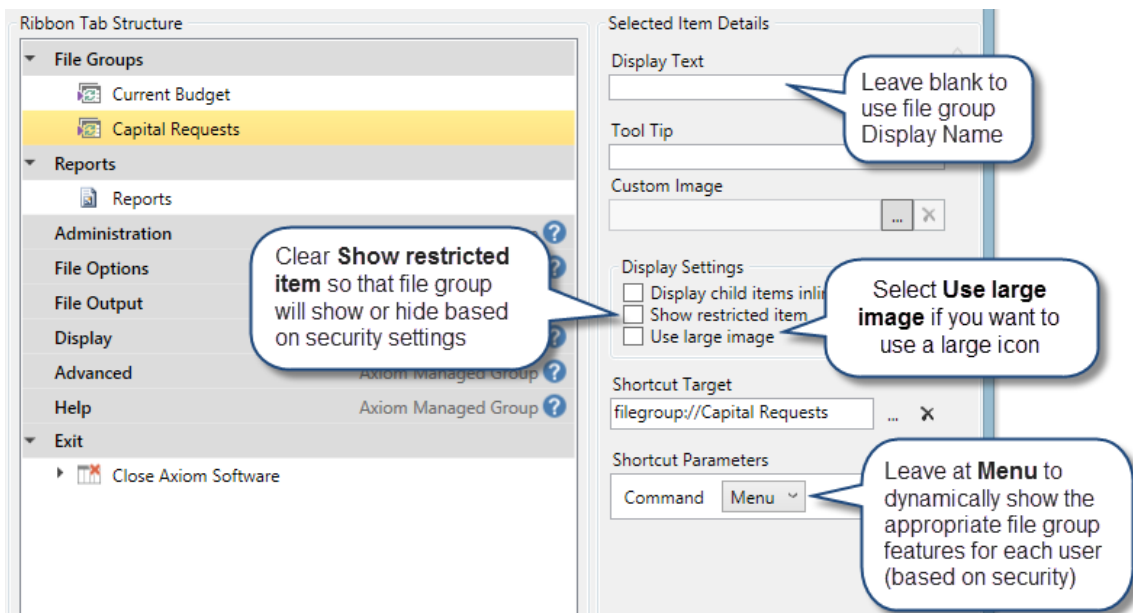 Ribbon Tab Structure
File Groups
Current Budget
Capital Requests
Reports
Reports
Administration
File Options
File Output
Display
Advanced
Axiom Managed Group
Help
Axiom Managed Group
Exit
Close Axiom Software
Clear Show restricted
item so that file group
will show or hide based
on security settings
Selected Item Details
Display Text
Leave blank to
use file group
Display Name
Tool Tip
Custom Image
...
Display Settings
Display child items
Show restricted item
Use large image
Select Use large
image if you want to
use a large icon
Shortcut Target
filegroup://Capital Requests
...
Shortcut Parameters
Command
Menu
Leave at Menu to
dynamically show the
appropriate file group
features for each user
(based on security)